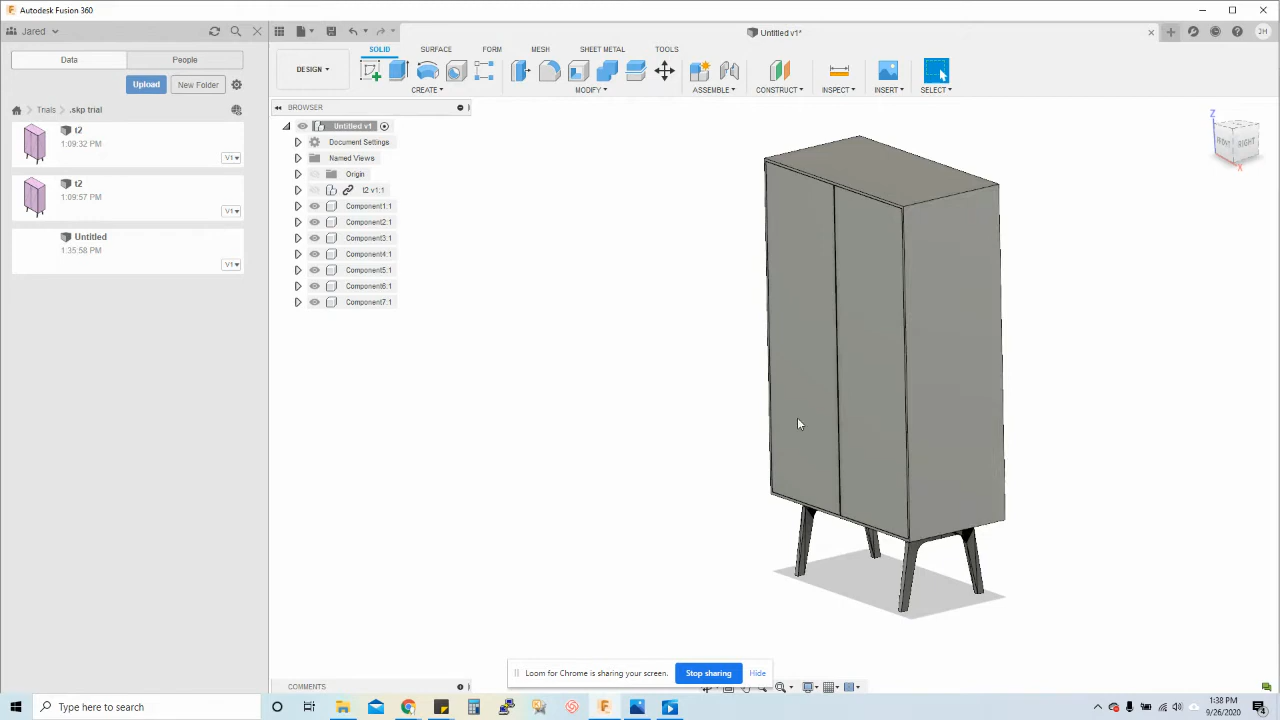 Autodesk Fusion 360
Jared
Untitled v1*
JH
Data
People
SOLID
SURFACE
FORM
MESH
SHEET METAL
TOOLS
DESIGN
CREATE
MODIFY
ASSEMBLE
CONSTRUCT
INSPECT
INSERT
SELECT
Upload
New Folder
Trials
.skp trial
t2
1:09:32 PM
V1
t2
1:09:57 PM
V1
Untitled
1:35:58 PM
V1
BROWSER
Untitled v1
Document Settings
Named Views
Origin
t2 v1:1
Component1:1
Component2:1
Component3:1
Component4:1
Component5:1
Component6:1
Component7:1
Z
FRONT
RIGHT
X
Loom for Chrome is sharing your screen.
Stop sharing
Hide
COMMENTS
Type here to search
1:38 PM
9/26/2020
4